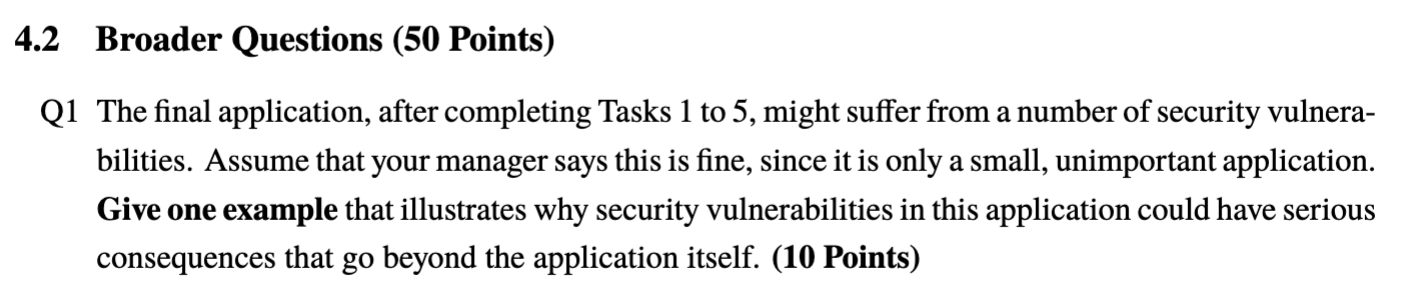 4.2 Broader Questions (50 Points)
Q1 The final application, after completing Tasks 1 to 5, might suffer from a number of security vulnera-
bilities. Assume that your manager says this is fine, since it is only a small, unimportant application.
Give one example that illustrates why security vulnerabilities in this application could have serious
consequences that go beyond the application itself. (10 Points)